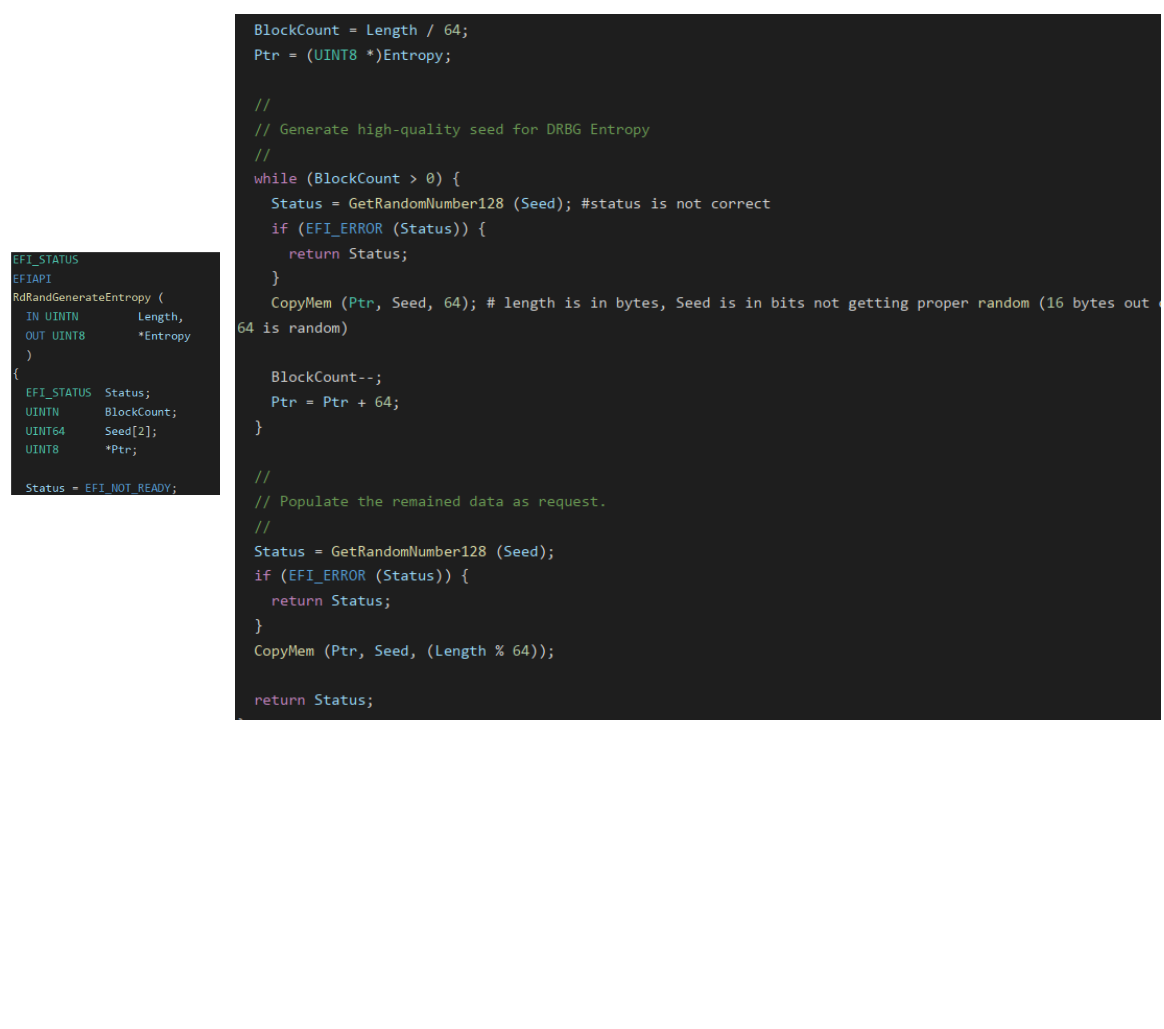 EFI_STATUS
EFIAPI
RdRandGenerateEntropy (
  IN UINTN         Length,
  OUT UINT8        *Entropy
  )
{
  EFI_STATUS  Status;
  UINTN       BlockCount;
  UINT64      Seed[2];
  UINT8       *Ptr;

  Status = EFI_NOT_READY;
  BlockCount = Length / 64;
  Ptr = (UINT8 *)Entropy;

  //
  // Generate high-quality seed for DRBG Entropy
  //
  while (BlockCount > 0) {
    Status = GetRandomNumber128 (Seed); #status is not correct
    if (EFI_ERROR (Status)) {
      return Status;
    }
    CopyMem (Ptr, Seed, 64); # length is in bytes, Seed is in bits not getting proper random (16 bytes out
64 is random)

    BlockCount--;
    Ptr = Ptr + 64;
  }

  //
  // Populate the remained data as request.
  //
  Status = GetRandomNumber128 (Seed);
  if (EFI_ERROR (Status)) {
    return Status;
  }
  CopyMem (Ptr, Seed, (Length % 64));

  return Status;